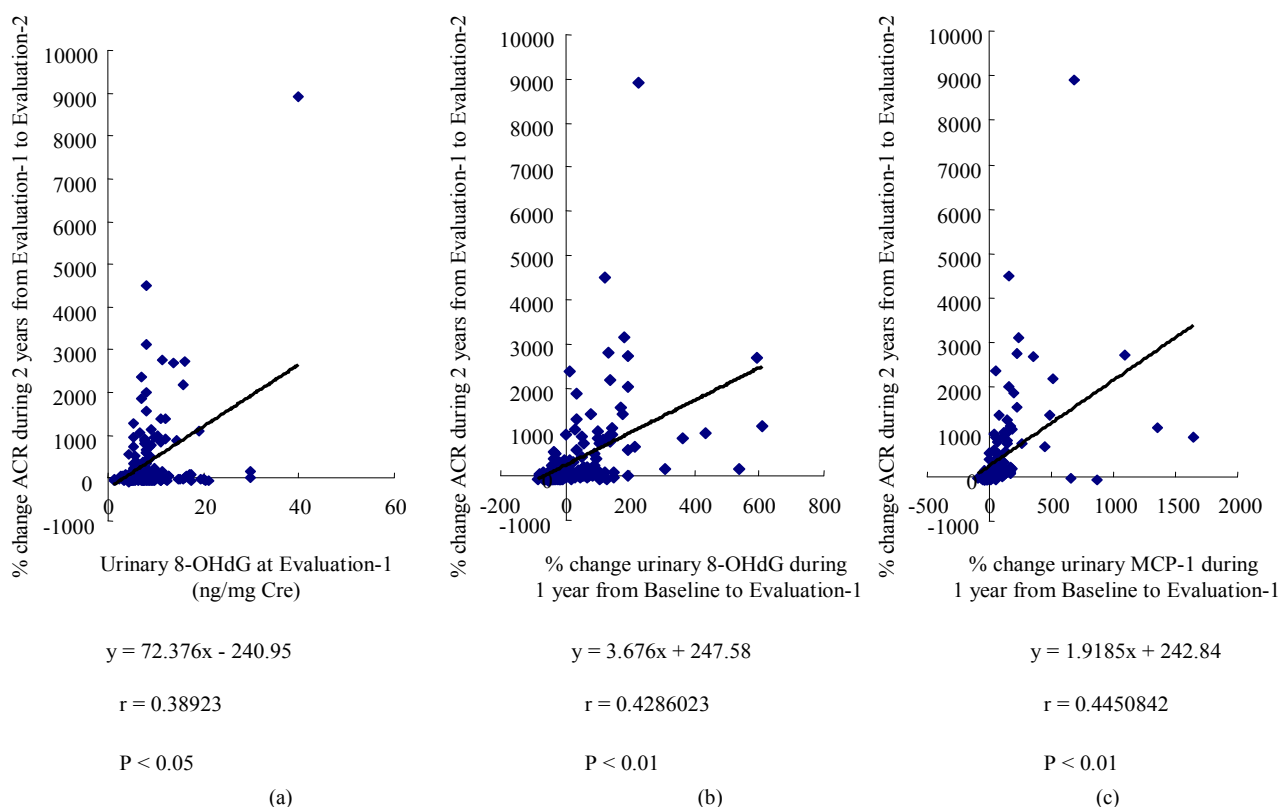 % change ACR during 2 years from Evaluation-1 to Evaluation-2
10000
9000
8000
7000
6000
5000
4000
3000
2000
1000
0
-1000
0
20
40
60
Urinary 8-OHdG at Evaluation-1
(ng/mg Cre)
y = 72.376x - 240.95
r = 0.38923
P < 0.05
(a)
% change ACR during 2 years from Evaluation-1 to Evaluation-2
10000
9000
8000
7000
6000
5000
4000
3000
2000
1000
0
-1000
-200
0
200
400
600
800
% change urinary 8-OHdG during
1 year from Baseline to Evaluation-1
y = 3.676x + 247.58
r = 0.4286023
P < 0.01
(b)
% change ACR during 2 years from Evaluation-1 to Evaluation-2
10000
9000
8000
7000
6000
5000
4000
3000
2000
1000
0
-1000
-500
0
500
1000
1500
2000
% change urinary MCP-1 during
1 year from Baseline to Evaluation-1
y = 1.9185x + 242.84
r = 0.4450842
P < 0.01
(c)